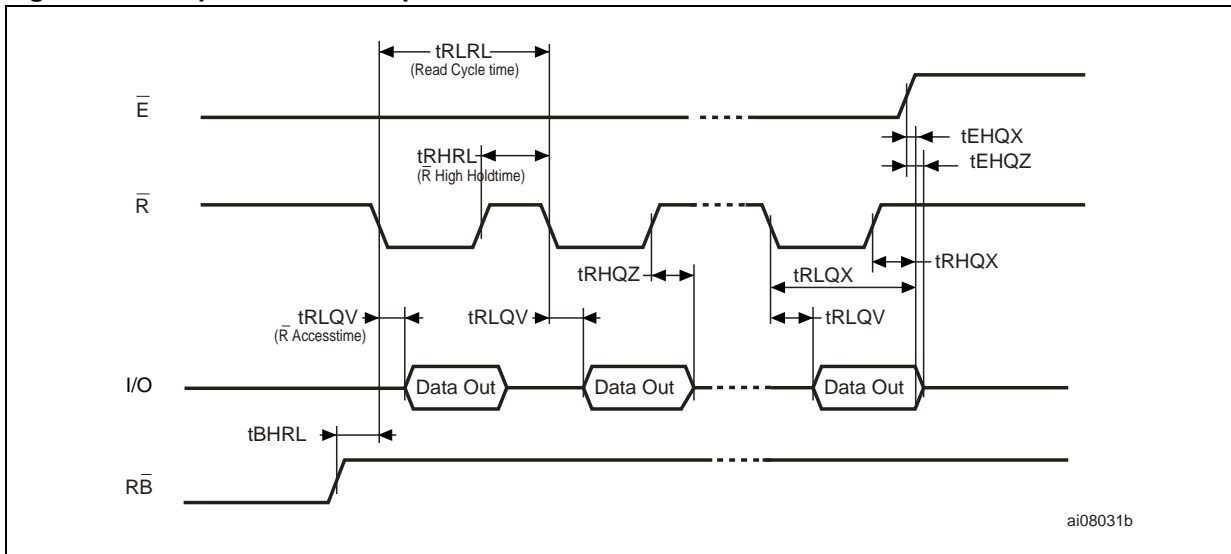 tRLRL
(Read Cycle time)
E̅
tEHQX
tEHQZ
tRHRL
(R̅ High Holdtime)
R̅
tRHQZ
tRLQX
tRHQX
tRLQV
(R̅ Accesstime)
tRLQV
tRLQV
I/O
Data Out
Data Out
Data Out
tBHRL
RB̅
ai08031b